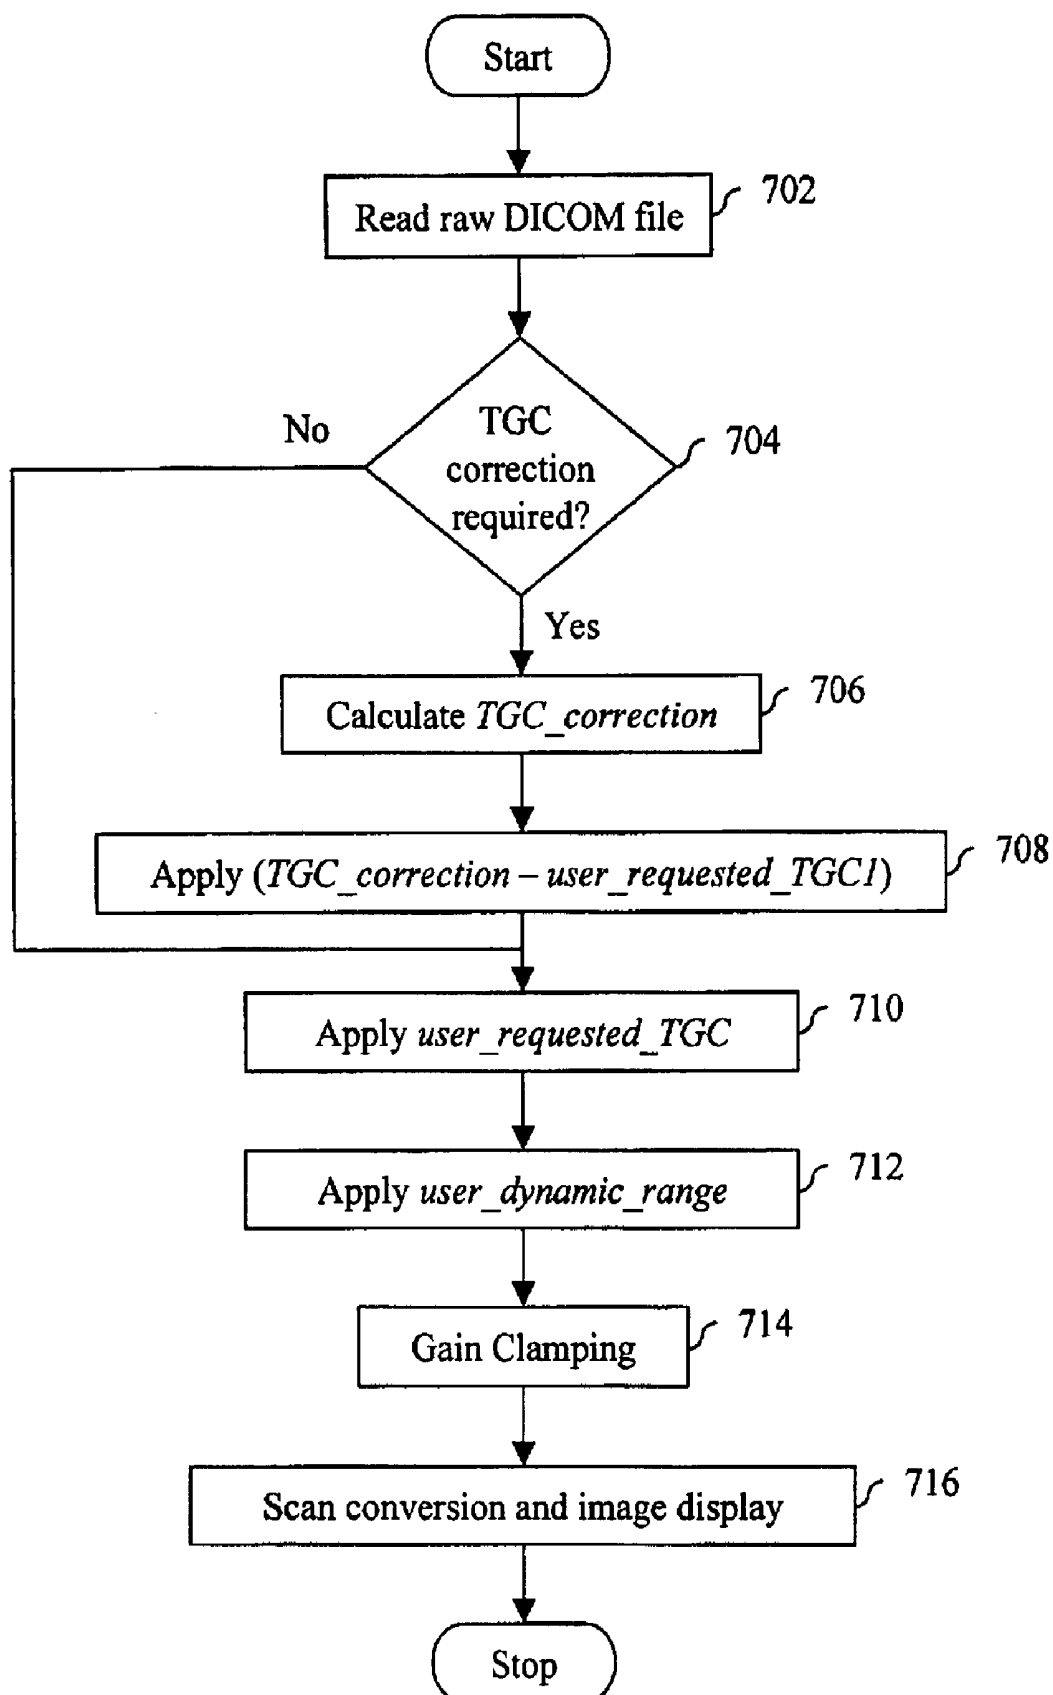 Start
Read raw DICOM file
702
No
TGC
correction
required?
704
Yes
Calculate TGC_correction
706
Apply (TGC_correction – user_requested_TGC1)
708
Apply user_requested_TGC
710
Apply user_dynamic_range
712
Gain Clamping
714
Scan conversion and image display
716
Stop